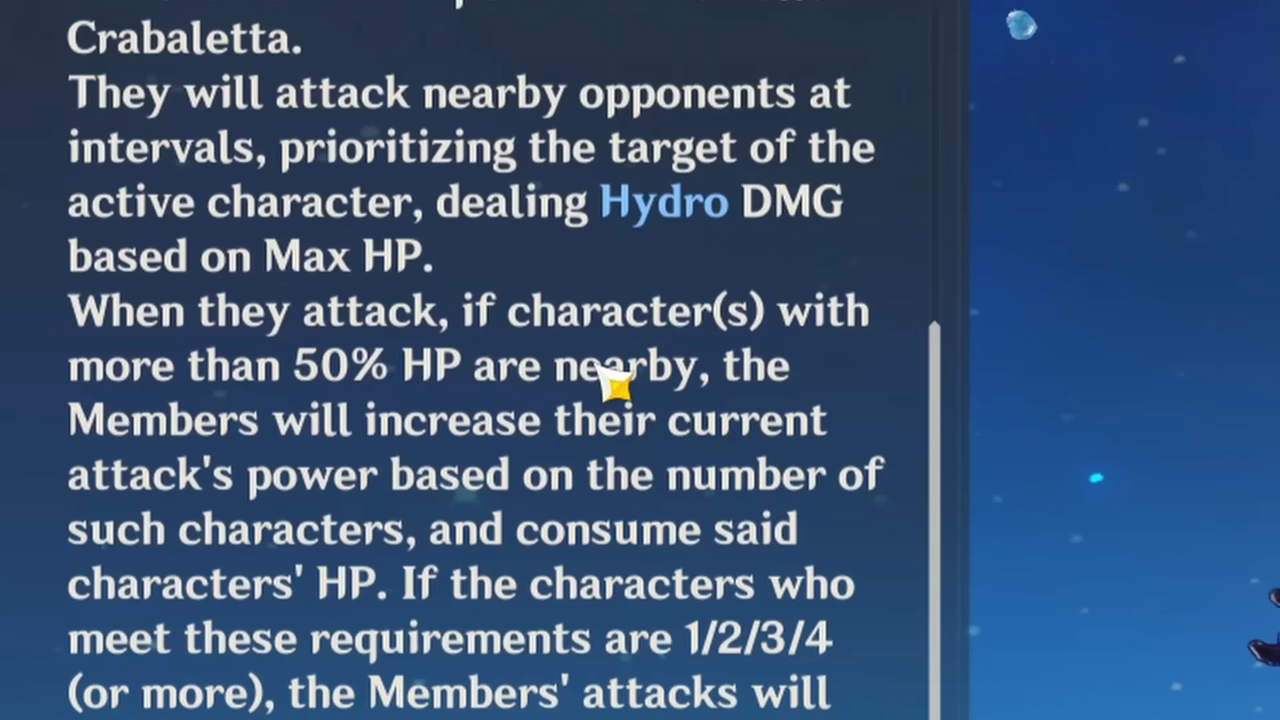 Crabaletta.
They will attack nearby opponents at
intervals, prioritizing the target of the
active character, dealing Hydro DMG
based on Max HP.
When they attack, if character(s) with
more than 50% HP are nearby, the
Members will increase their current
attack's power based on the number of
such characters, and consume said
characters' HP. If the characters who
meet these requirements are 1/2/3/4
(or more), the Members' attacks will